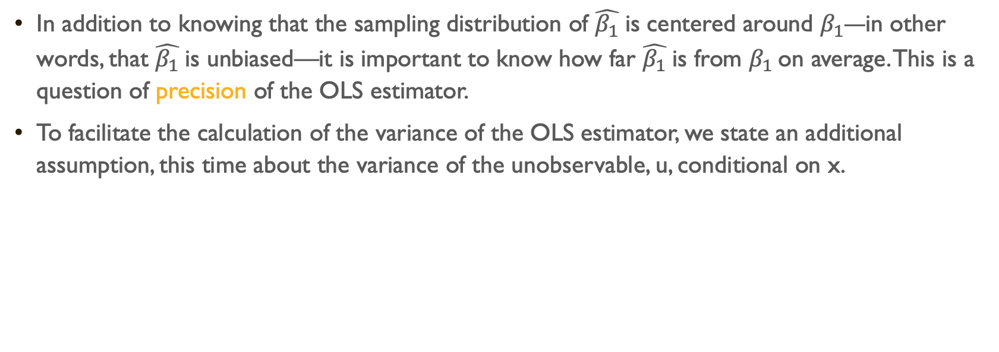 • In addition to knowing that the sampling distribution of $\widehat{\beta_1}$ is centered around $\beta_1$—in other
words, that $\widehat{\beta_1}$ is unbiased—it is important to know how far $\widehat{\beta_1}$ is from $\beta_1$ on average. This is a
question of precision of the OLS estimator.
• To facilitate the calculation of the variance of the OLS estimator, we state an additional
assumption, this time about the variance of the unobservable, u, conditional on x.